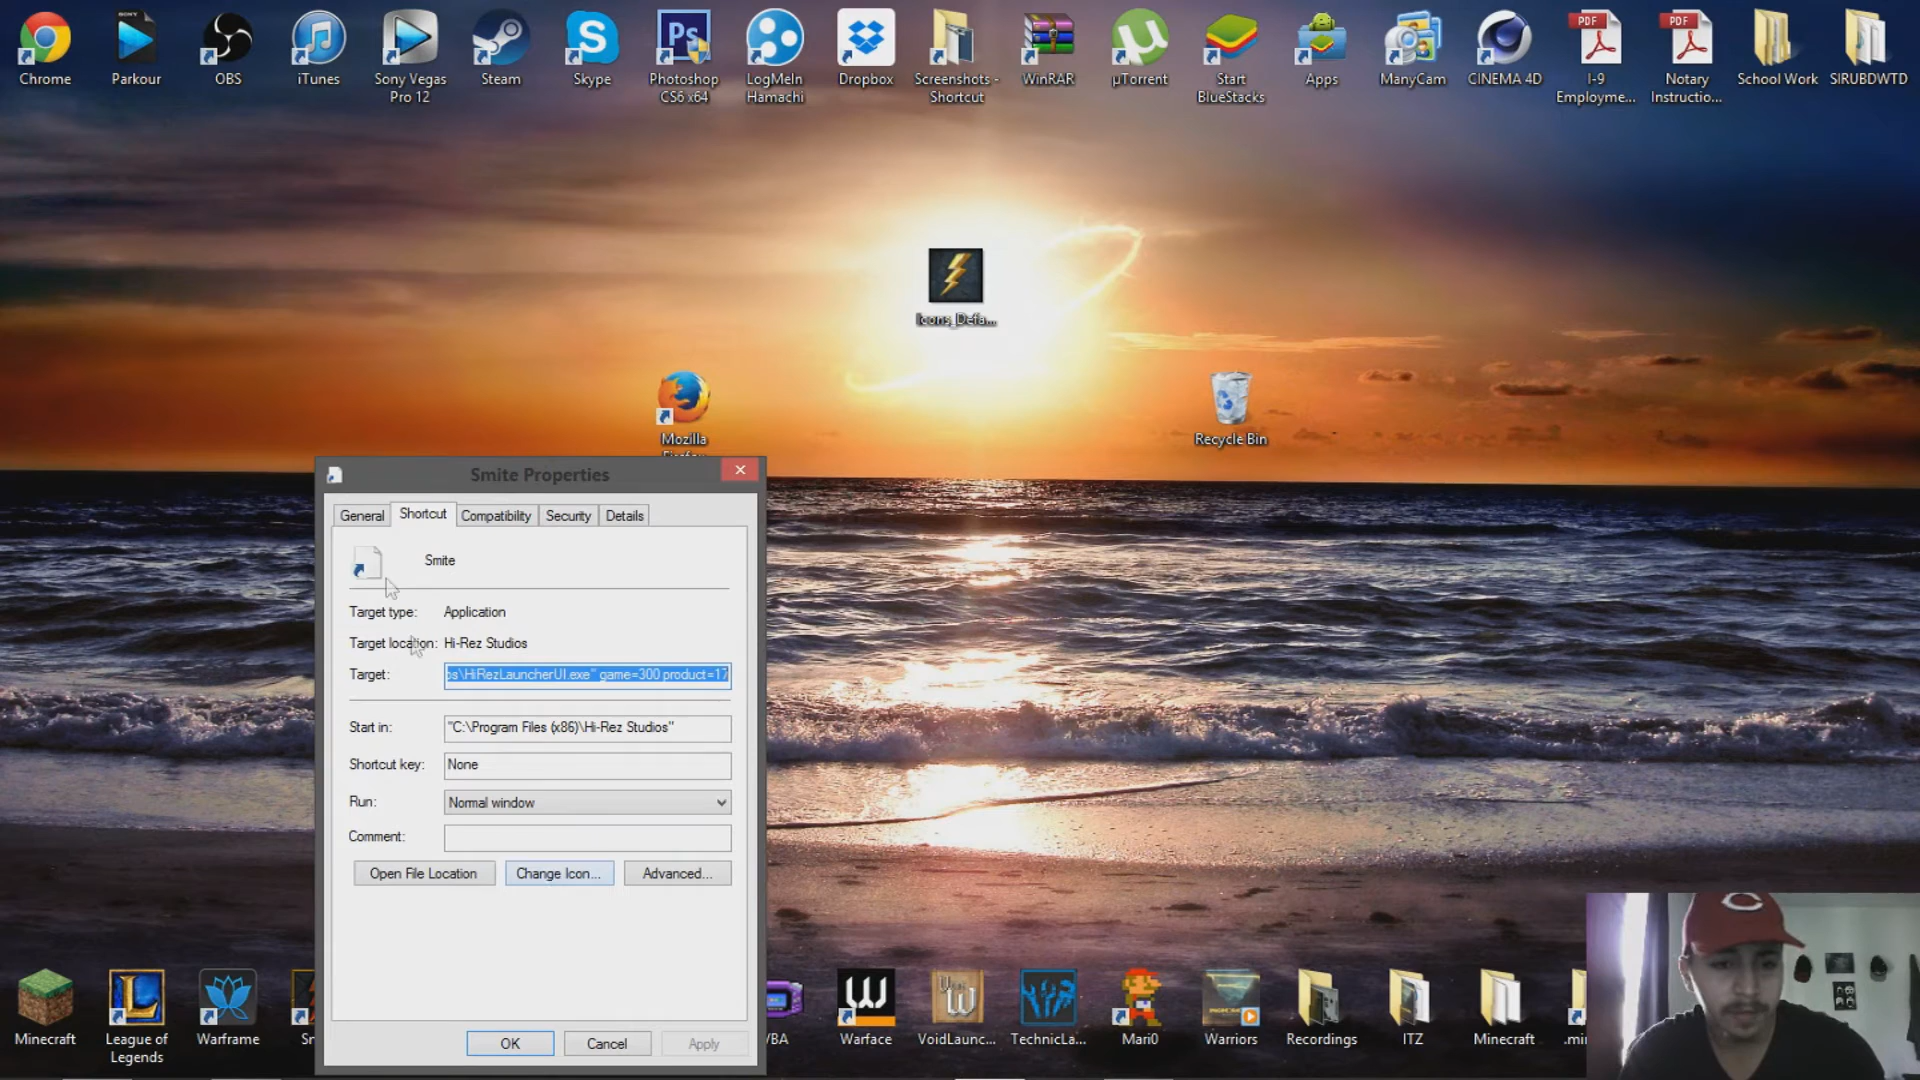 Chrome
Parkour
OBS
iTunes
Sony Vegas
Pro 12
Steam
Skype
Photoshop
CS6 x64
LogMeIn
Hamachi
Dropbox
Screenshots -
Shortcut
WinRAR
µTorrent
Start
BlueStacks
Apps
ManyCam
CINEMA 4D
I-9
Employme...
Notary
Instructio...
School Work
SIRUBDWTD
Icons_Defa...
Mozilla
Firefox
Recycle Bin
Smite Properties
General
Shortcut
Compatibility
Security
Details
Smite
Target type: Application
Target location: Hi-Rez Studios
Target: os\HiRezLauncherUI.exe" game=300 product=17
Start in: "C:\Program Files (x86)\Hi-Rez Studios"
Shortcut key: None
Run: Normal window
Comment:
Open File Location
Change Icon...
Advanced...
OK
Cancel
Apply
Minecraft
League of
Legends
Warframe
VBA
Warface
VoidLaunc...
TechnicLa...
Mari0
Warriors
Recordings
ITZ
Minecraft